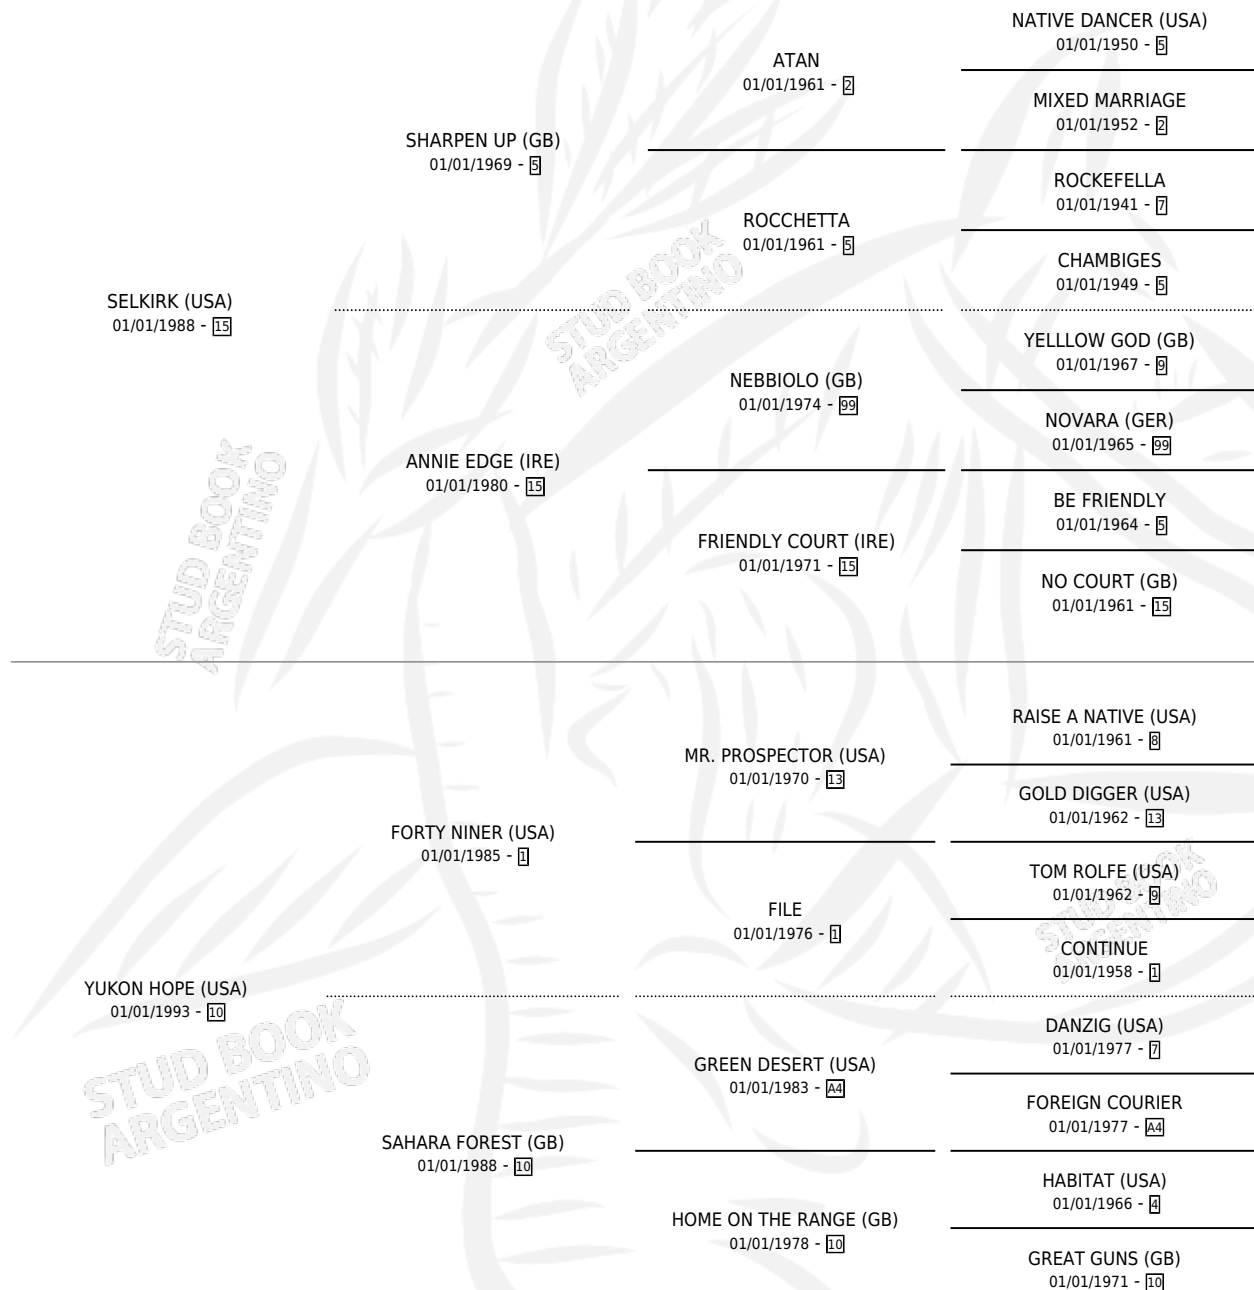 NATIVE DANCER (USA)
01/01/1950 - 5
ATAN
01/01/1961 - 2
MIXED MARRIAGE
01/01/1952 - 2
SHARPEN UP (GB)
01/01/1969 - 5
ROCKEFELLA
01/01/1941 - 7
ROCCHETTA
01/01/1961 - 5
CHAMBIGES
01/01/1949 - 5
SELKIRK (USA)
01/01/1988 - 15
YELLLOW GOD (GB)
01/01/1967 - 9
NEBBIOLO (GB)
01/01/1974 - 99
NOVARA (GER)
01/01/1965 - 99
ANNIE EDGE (IRE)
01/01/1980 - 15
BE FRIENDLY
01/01/1964 - 5
FRIENDLY COURT (IRE)
01/01/1971 - 15
NO COURT (GB)
01/01/1961 - 15
STUD BOOK
ARGENTINO
STUD BOOK
ARGENTINO
RAISE A NATIVE (USA)
01/01/1961 - 8
MR. PROSPECTOR (USA)
01/01/1970 - 13
GOLD DIGGER (USA)
01/01/1962 - 13
FORTY NINER (USA)
01/01/1985 - 1
TOM ROLFE (USA)
01/01/1962 - 9
FILE
01/01/1976 - 1
CONTINUE
01/01/1958 - 1
YUKON HOPE (USA)
01/01/1993 - 10
DANZIG (USA)
01/01/1977 - 7
GREEN DESERT (USA)
01/01/1983 - A4
FOREIGN COURIER
01/01/1977 - A4
SAHARA FOREST (GB)
01/01/1988 - 10
HABITAT (USA)
01/01/1966 - 4
HOME ON THE RANGE (GB)
01/01/1978 - 10
GREAT GUNS (GB)
01/01/1971 - 10
STUD BOOK
ARGENTINO
STUD BOOK
ARGENTINO